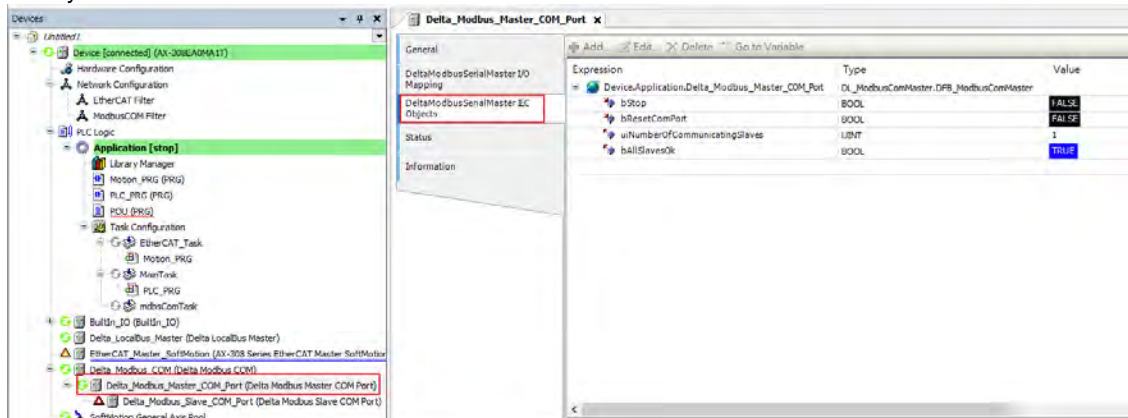 Devices
Untitled1
Device [connected] (AX-308EA0MA1T)
Hardware Configuration
Network Configuration
EtherCAT Filter
ModbusCOM Filter
PLC Logic
Application [stop]
Library Manager
Motion_PRG (PRG)
PLC_PRG (PRG)
POU (PRG)
Task Configuration
EtherCAT_Task
Motion_PRG
MainTask
PLC_PRG
mdbsComTask
BuiltIn_IO (BuiltIn_IO)
Delta_LocalBus_Master (Delta LocalBus Master)
EtherCAT_Master_SoftMotion (AX-308 Series EtherCAT Master SoftMotion
Delta_Modbus_COM (Delta Modbus COM)
Delta_Modbus_Master_COM_Port (Delta Modbus Master COM Port)
Delta_Modbus_Slave_COM_Port (Delta Modbus Slave COM Port)
SoftMotion General Axis Pool
Delta_Modbus_Master_COM_Port
General
DeltaModbusSerialMaster I/O
Mapping
DeltaModbusSerialMaster IEC
Objects
Status
Information
Add... Edit... Delete Go to Variable
Expression Type Value
Device.Application.Delta_Modbus_Master_COM_Port DL_ModbusComMaster.DFB_ModbusComMaster
bStop BOOL FALSE
bResetComPort BOOL FALSE
uiNumberOfCommunicatingSlaves UINT 1
bAllSlavesOk BOOL TRUE